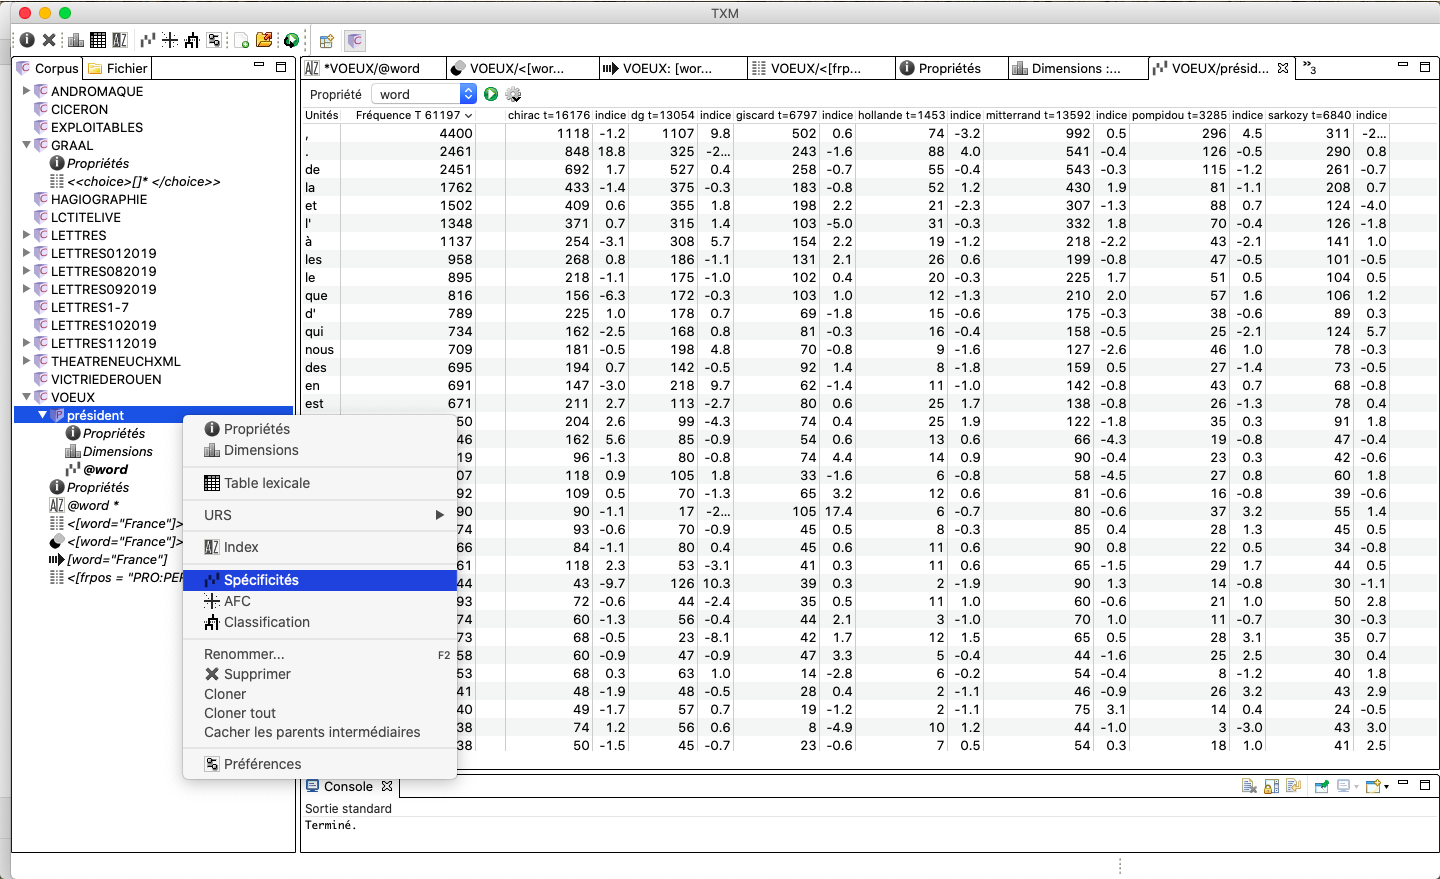 TXM
Corpus Fichier
ANDROMAQUE
CICERON
EXPLOITABLES
GRAAL
Propriétés
<<choice>[]* </choice>>
HAGIOGRAPHIE
LCTITELIVE
LETTRES
LETTRES012019
LETTRES082019
LETTRES092019
LETTRES1-7
LETTRES102019
LETTRES112019
THEATRENEUCHXML
VICTRIEDEROUEN
VOEUX
président
Propriétés
Dimensions
@word
Propriétés
@word *
<[word="France"]>
<[word="France"]>
[word="France"]
<[frpos = "PRO:PER
Propriétés
Dimensions
Table lexicale
URS
Index
Spécificités
AFC
Classification
Renommer... F2
Supprimer
Cloner
Cloner tout
Cacher les parents intermédiaires
Préférences
*VOEUX/@word VOEUX/<[wor... VOEUX: [wor... VOEUX/<[frp... Propriétés Dimensions :... VOEUX/présid... »3
Propriété word
Unités Fréquence T 61197 chirac t=16176 indice dg t=13054 indice giscard t=6797 indice hollande t=1453 indice mitterrand t=13592 indice pompidou t=3285 indice sarkozy t=6840 indice
, 4400 1118 -1.2 1107 9.8 502 0.6 74 -3.2 992 0.5 296 4.5 311 -2...
. 2461 848 18.8 325 -2... 243 -1.6 88 4.0 541 -0.4 126 -0.5 290 0.8
de 2451 692 1.7 527 0.4 258 -0.7 55 -0.4 543 -0.3 115 -1.2 261 -0.7
la 1762 433 -1.4 375 -0.3 183 -0.8 52 1.2 430 1.9 81 -1.1 208 0.7
et 1502 409 0.6 355 1.8 198 2.2 21 -2.3 307 -1.3 88 0.7 124 -4.0
l' 1348 371 0.7 315 1.4 103 -5.0 31 -0.3 332 1.8 70 -0.4 126 -1.8
à 1137 254 -3.1 308 5.7 154 2.2 19 -1.2 218 -2.2 43 -2.1 141 1.0
les 958 268 0.8 186 -1.1 131 2.1 26 0.6 199 -0.8 47 -0.5 101 -0.5
le 895 218 -1.1 175 -1.0 102 0.4 20 -0.3 225 1.7 51 0.5 104 0.5
que 816 156 -6.3 172 -0.3 103 1.0 12 -1.3 210 2.0 57 1.6 106 1.2
d' 789 225 1.0 178 0.7 69 -1.8 15 -0.6 175 -0.3 38 -0.6 89 0.3
qui 734 162 -2.5 168 0.8 81 -0.3 16 -0.4 158 -0.5 25 -2.1 124 5.7
nous 709 181 -0.5 198 4.8 70 -0.8 9 -1.6 127 -2.6 46 1.0 78 -0.3
des 695 194 0.7 142 -0.5 92 1.4 8 -1.8 159 0.5 27 -1.4 73 -0.5
en 691 147 -3.0 218 9.7 62 -1.4 11 -1.0 142 -0.8 43 0.7 68 -0.8
est 671 211 2.7 113 -2.7 80 0.6 25 1.7 138 -0.8 26 -1.3 78 0.4
50 204 2.6 99 -4.3 74 0.4 25 1.9 122 -1.8 35 0.3 91 1.8
46 162 5.6 85 -0.9 54 0.6 13 0.6 66 -4.3 19 -0.8 47 -0.4
19 96 -1.3 80 -0.8 74 4.4 14 0.9 90 -0.4 23 0.3 42 -0.6
07 118 0.9 105 1.8 33 -1.6 6 -0.8 58 -4.5 27 0.8 60 1.8
92 109 0.5 70 -1.3 65 3.2 12 0.6 81 -0.6 16 -0.8 39 -0.6
90 90 -1.1 17 -2... 105 17.4 6 -0.7 80 -0.6 37 3.2 55 1.4
74 93 -0.6 70 -0.9 45 0.5 8 -0.3 85 0.4 28 1.3 45 0.5
66 84 -1.1 80 0.4 45 0.6 11 0.6 90 0.8 22 0.5 34 -0.8
61 118 2.3 53 -3.1 41 0.3 11 0.6 65 -1.5 29 1.7 44 0.5
44 43 -9.7 126 10.3 39 0.3 2 -1.9 90 1.3 14 -0.8 30 -1.1
93 72 -0.6 44 -2.4 35 0.5 11 1.0 60 -0.6 21 1.0 50 2.8
74 60 -1.3 56 -0.4 44 2.1 3 -1.0 70 1.0 11 -0.7 30 -0.3
73 68 -0.5 23 -8.1 42 1.7 12 1.5 65 0.5 28 3.1 35 0.7
58 60 -0.9 47 -0.9 47 3.3 5 -0.4 44 -1.6 25 2.5 30 0.4
53 68 0.3 63 1.0 14 -2.8 6 -0.2 54 -0.4 8 -1.2 40 1.8
41 48 -1.9 48 -0.5 28 0.4 2 -1.1 46 -0.9 26 3.2 43 2.9
40 49 -1.7 57 0.7 19 -1.2 2 -1.1 75 3.1 14 0.4 24 -0.5
38 74 1.2 56 0.6 8 -4.9 10 1.2 44 -1.0 3 -3.0 43 3.0
38 50 -1.5 45 -0.7 23 -0.6 7 0.5 54 0.3 18 1.0 41 2.5
Console
Sortie standard
Terminé.